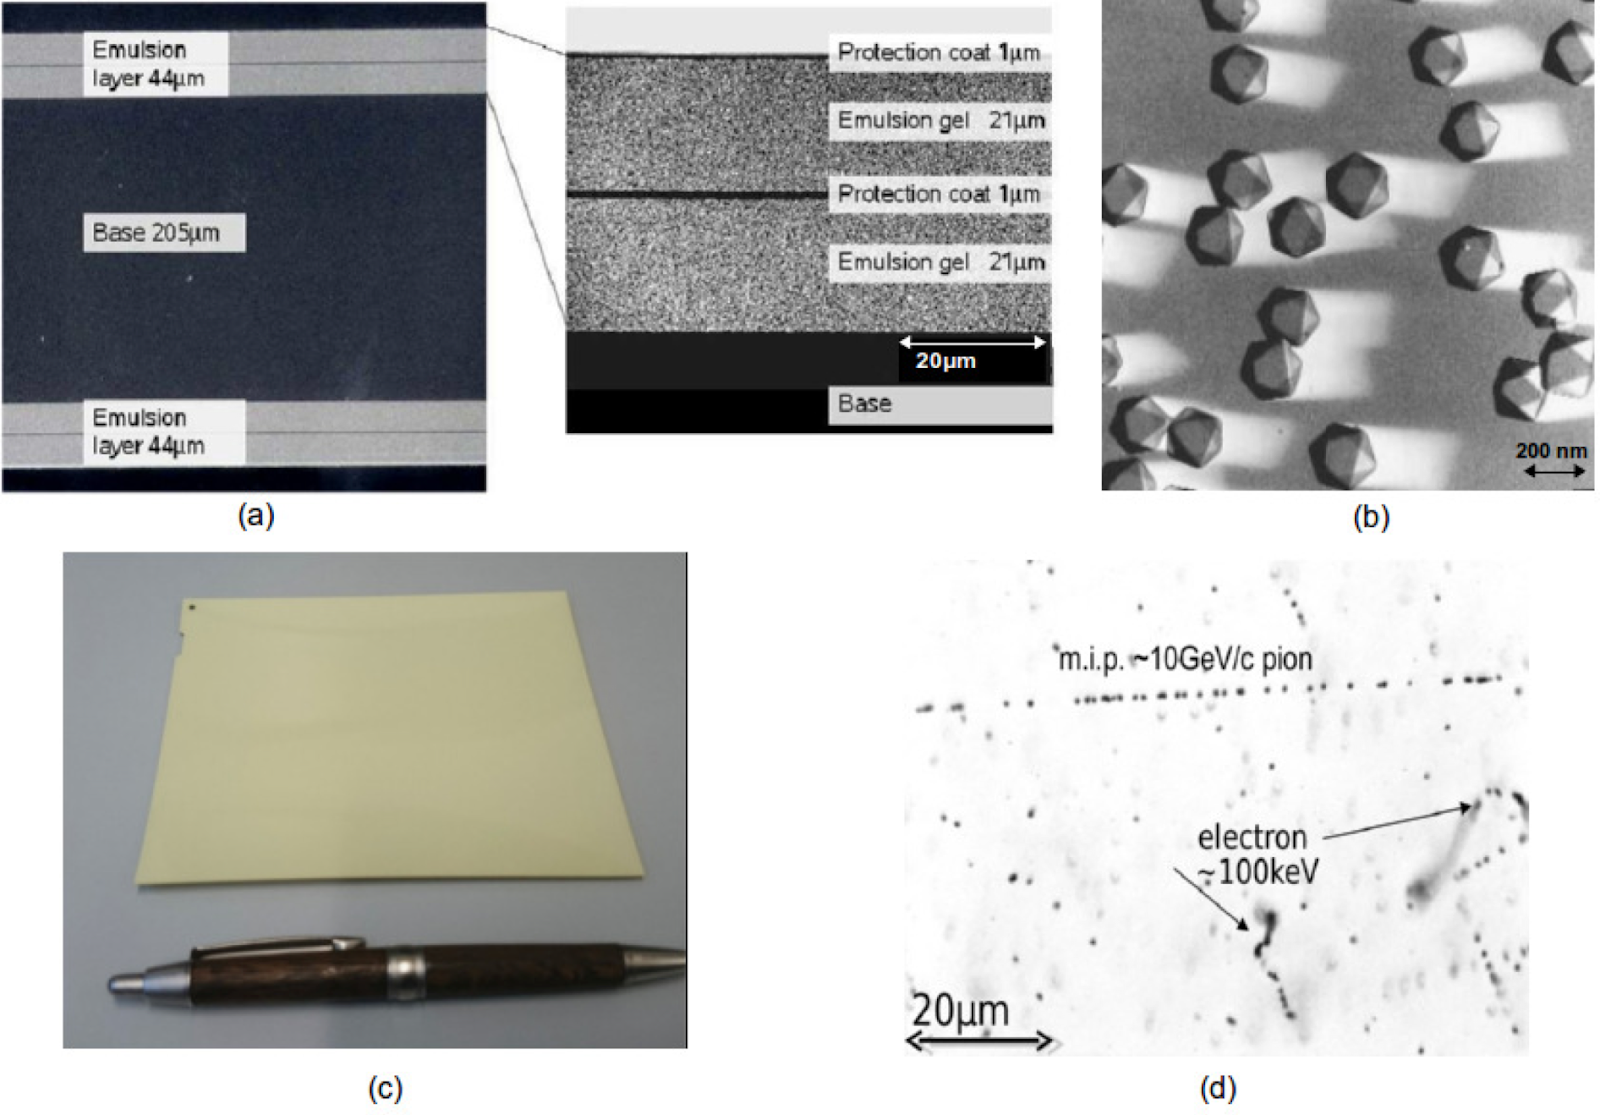 Emulsion
layer 44µm
Base 205µm
Emulsion
layer 44µm
Protection coat 1µm
Emulsion gel 21µm
Protection coat 1µm
Emulsion gel 21µm
20µm
Base
(a)
200 nm
(b)
(c)
m.i.p. ~10GeV/c pion
electron
~100keV
20µm
(d)